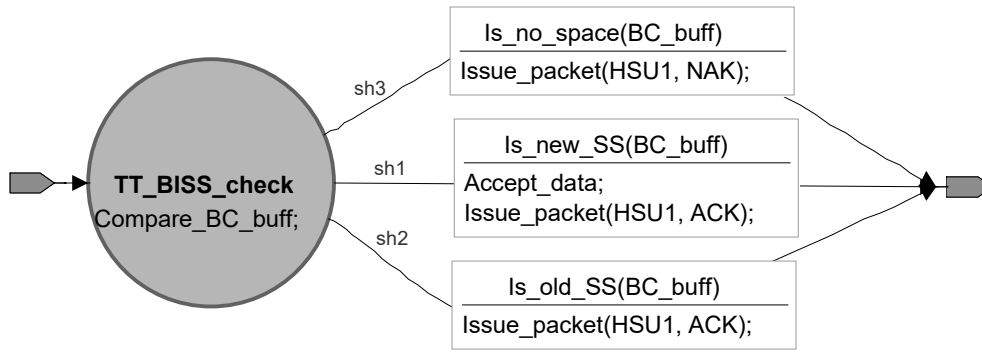 TT_BISS_check
Compare_BC_buff;
sh3
Is_no_space(BC_buff)
Issue_packet(HSU1, NAK);
sh1
Is_new_SS(BC_buff)
Accept_data;
Issue_packet(HSU1, ACK);
sh2
Is_old_SS(BC_buff)
Issue_packet(HSU1, ACK);